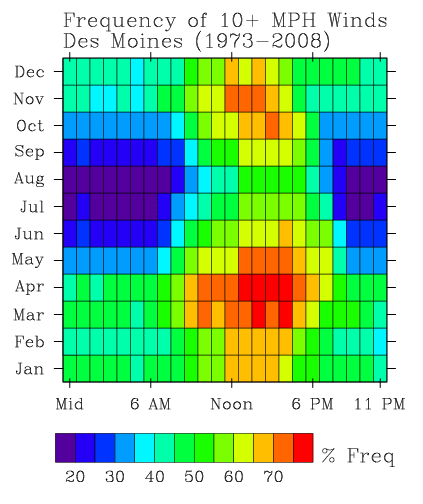 Frequency of 10+ MPH Winds
Des Moines (1973-2008)
Dec
Nov
Oct
Sep
Aug
Jul
Jun
May
Apr
Mar
Feb
Jan
Mid 6 AM Noon 6 PM 11 PM
% Freq
20 30 40 50 60 70